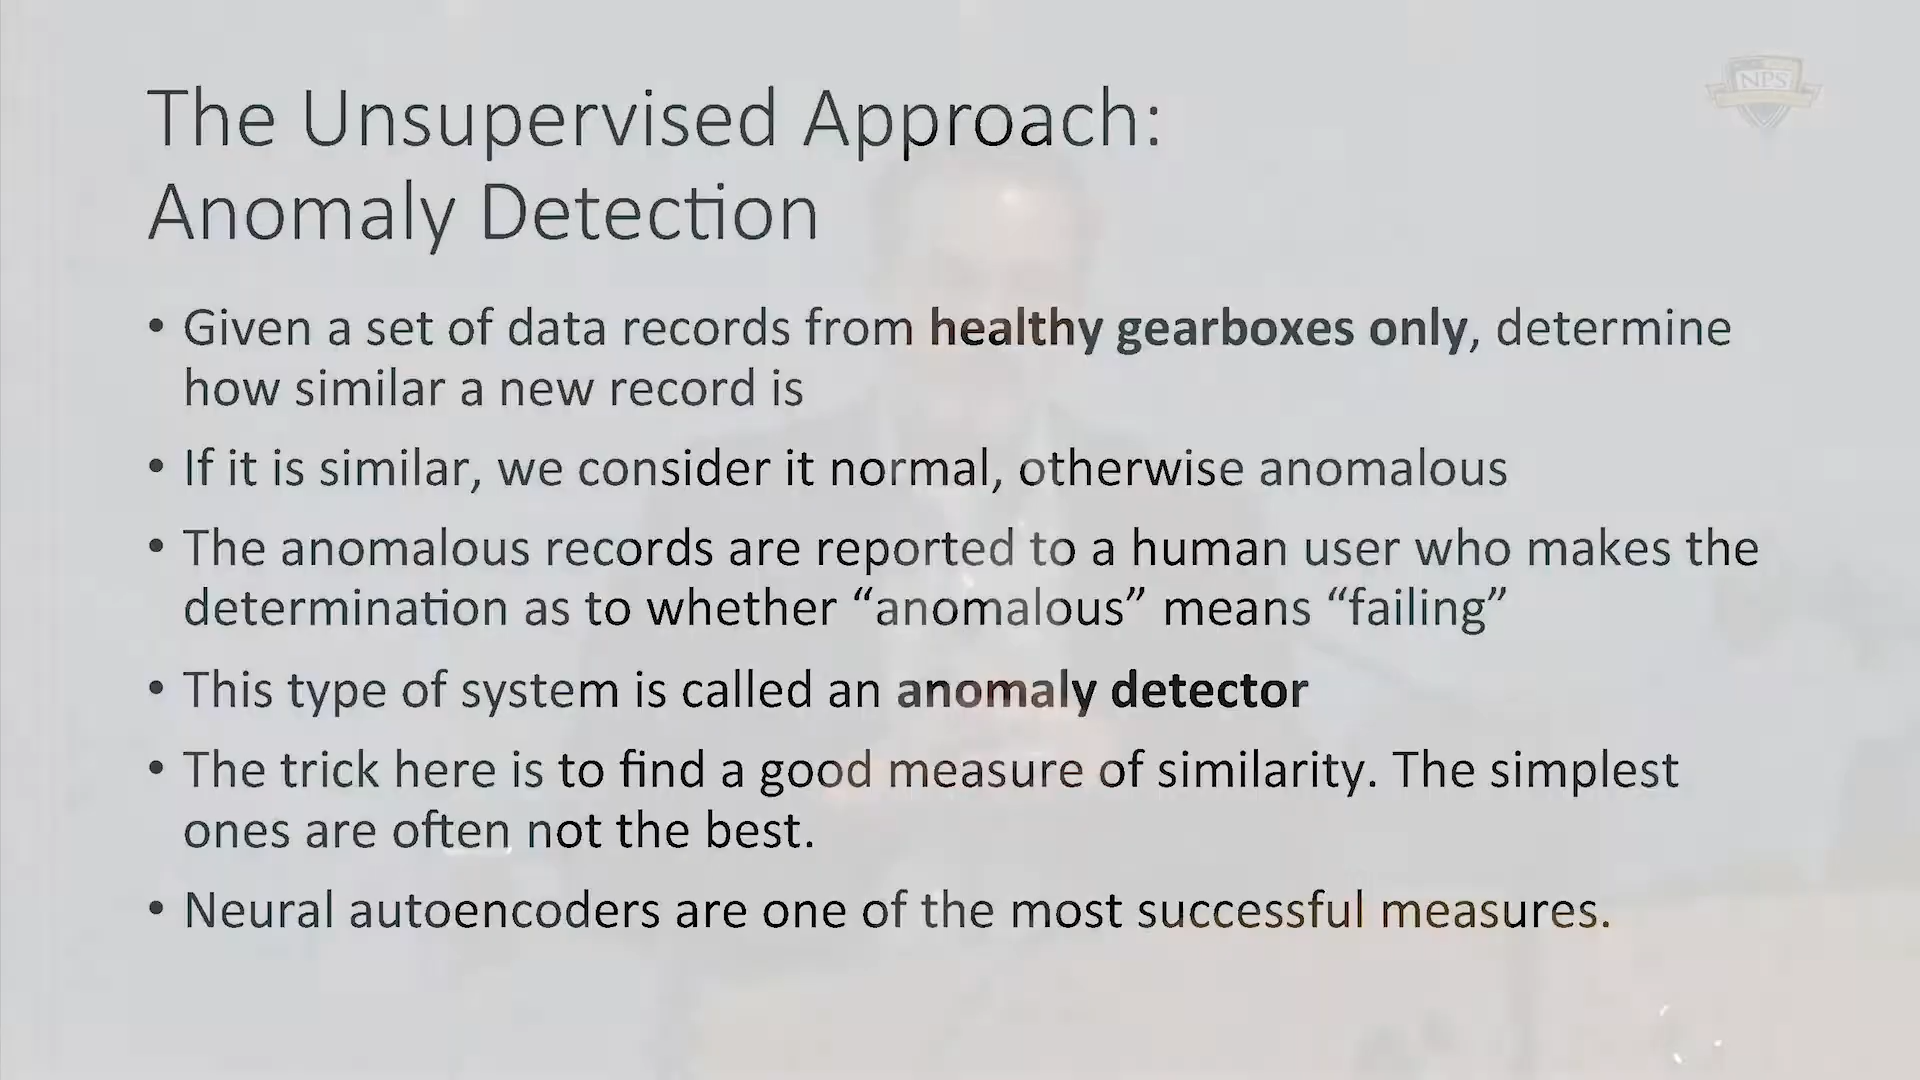 NPS
The Unsupervised Approach:
Anomaly Detection
• Given a set of data records from healthy gearboxes only, determine
how similar a new record is
• If it is similar, we consider it normal, otherwise anomalous
• The anomalous records are reported to a human user who makes the
determination as to whether “anomalous” means “failing”
• This type of system is called an anomaly detector
• The trick here is to find a good measure of similarity. The simplest
ones are often not the best.
• Neural autoencoders are one of the most successful measures.